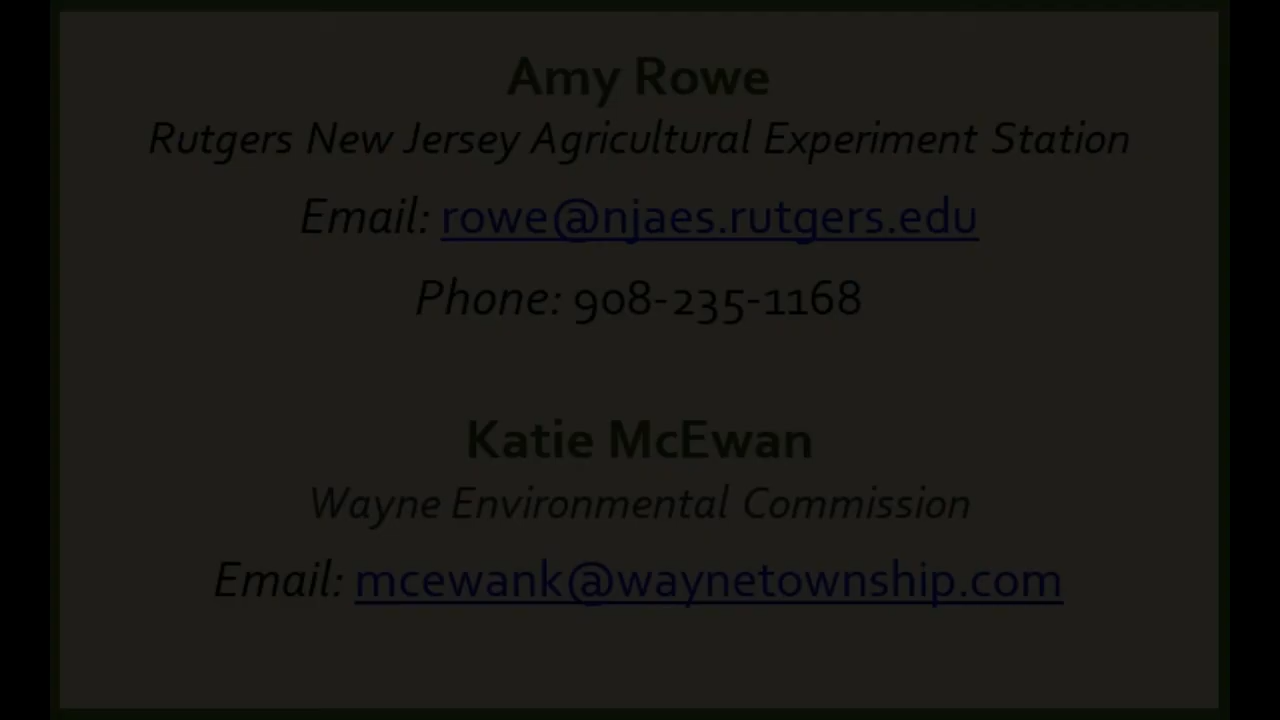 Amy Rowe
Rutgers New Jersey Agricultural Experiment Station
Email: rowe@njaes.rutgers.edu
Phone: 908-235-1168
Katie McEwan
Wayne Environmental Commission
Email: mcewank@waynetownship.com